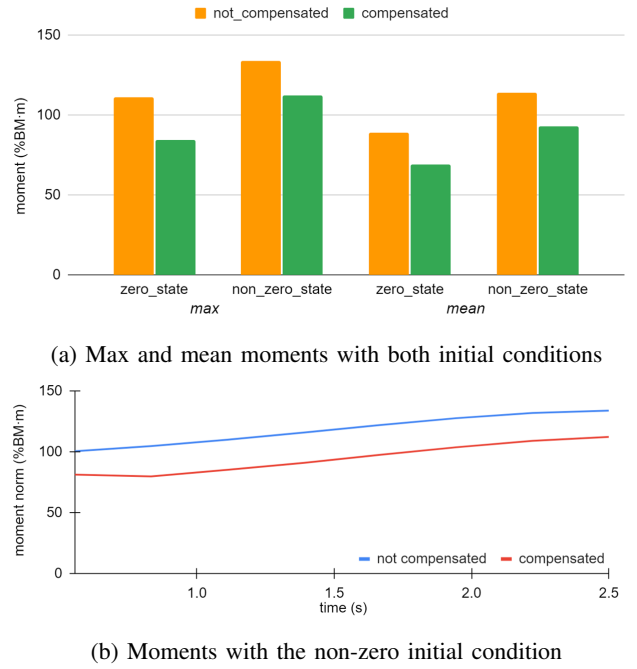 not_compensated compensated
150
100
50
0
moment (%BM·m)
zero_state non_zero_state zero_state non_zero_state
max mean
(a) Max and mean moments with both initial conditions
150
100
50
0
moment norm (%BM·m)
not compensated compensated
1.0 1.5 2.0 2.5
time (s)
(b) Moments with the non-zero initial condition